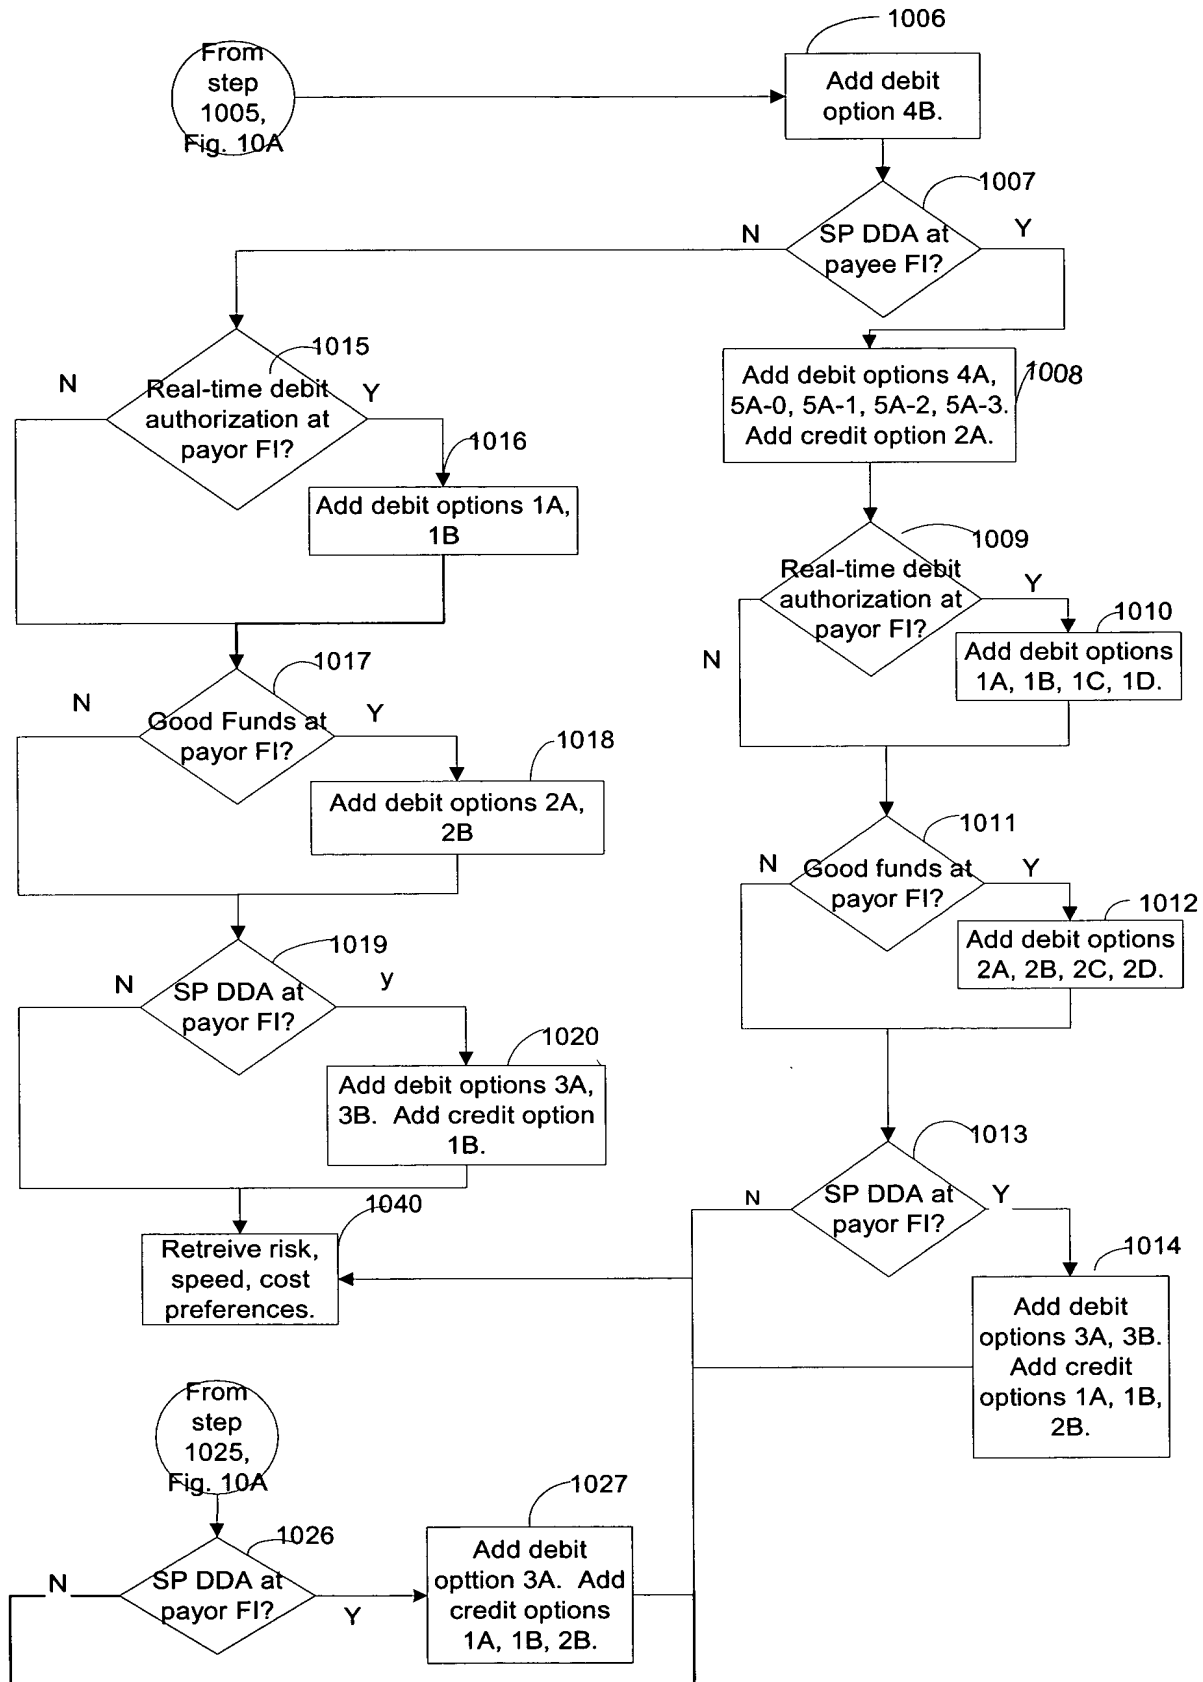 1006
From
step
1005,
Fig. 10A
Add debit
option 4B.
1007
N
SP DDA at
payee FI?
Y
1015
N
Real-time debit
authorization at
payor FI?
Y
1008
Add debit options 4A,
5A-0, 5A-1, 5A-2, 5A-3.
Add credit option 2A.
1016
Add debit options 1A,
1B
1009
Real-time debit
authorization at
payor FI?
Y
N
1010
Add debit options
1A, 1B, 1C, 1D.
1017
N
Good Funds at
payor FI?
Y
1018
Add debit options 2A,
2B
1011
N
Good funds at
payor FI?
Y
1012
Add debit options
2A, 2B, 2C, 2D.
1019
N
SP DDA at
payor FI?
y
1020
Add debit options 3A,
3B. Add credit option
1B.
1013
N
SP DDA at
payor FI?
Y
1040
Retreive risk,
speed, cost
preferences.
1014
Add debit
options 3A, 3B.
Add credit
options 1A, 1B,
2B.
From
step
1025,
Fig. 10A
1026
N
SP DDA at
payor FI?
Y
1027
Add debit
opttion 3A. Add
credit options
1A, 1B, 2B.